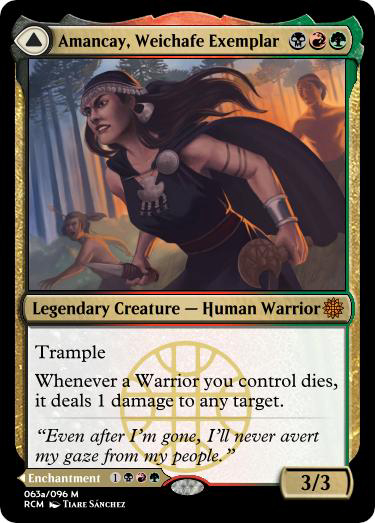 Amancay, Weichafe Exemplar
Legendary Creature — Human Warrior
Trample
Whenever a Warrior you control dies,
it deals 1 damage to any target.
“Even after I’m gone, I’ll never avert
my gaze from my people.”
Enchantment 1
3/3
063a/096 M
RCM Tiare Sánchez